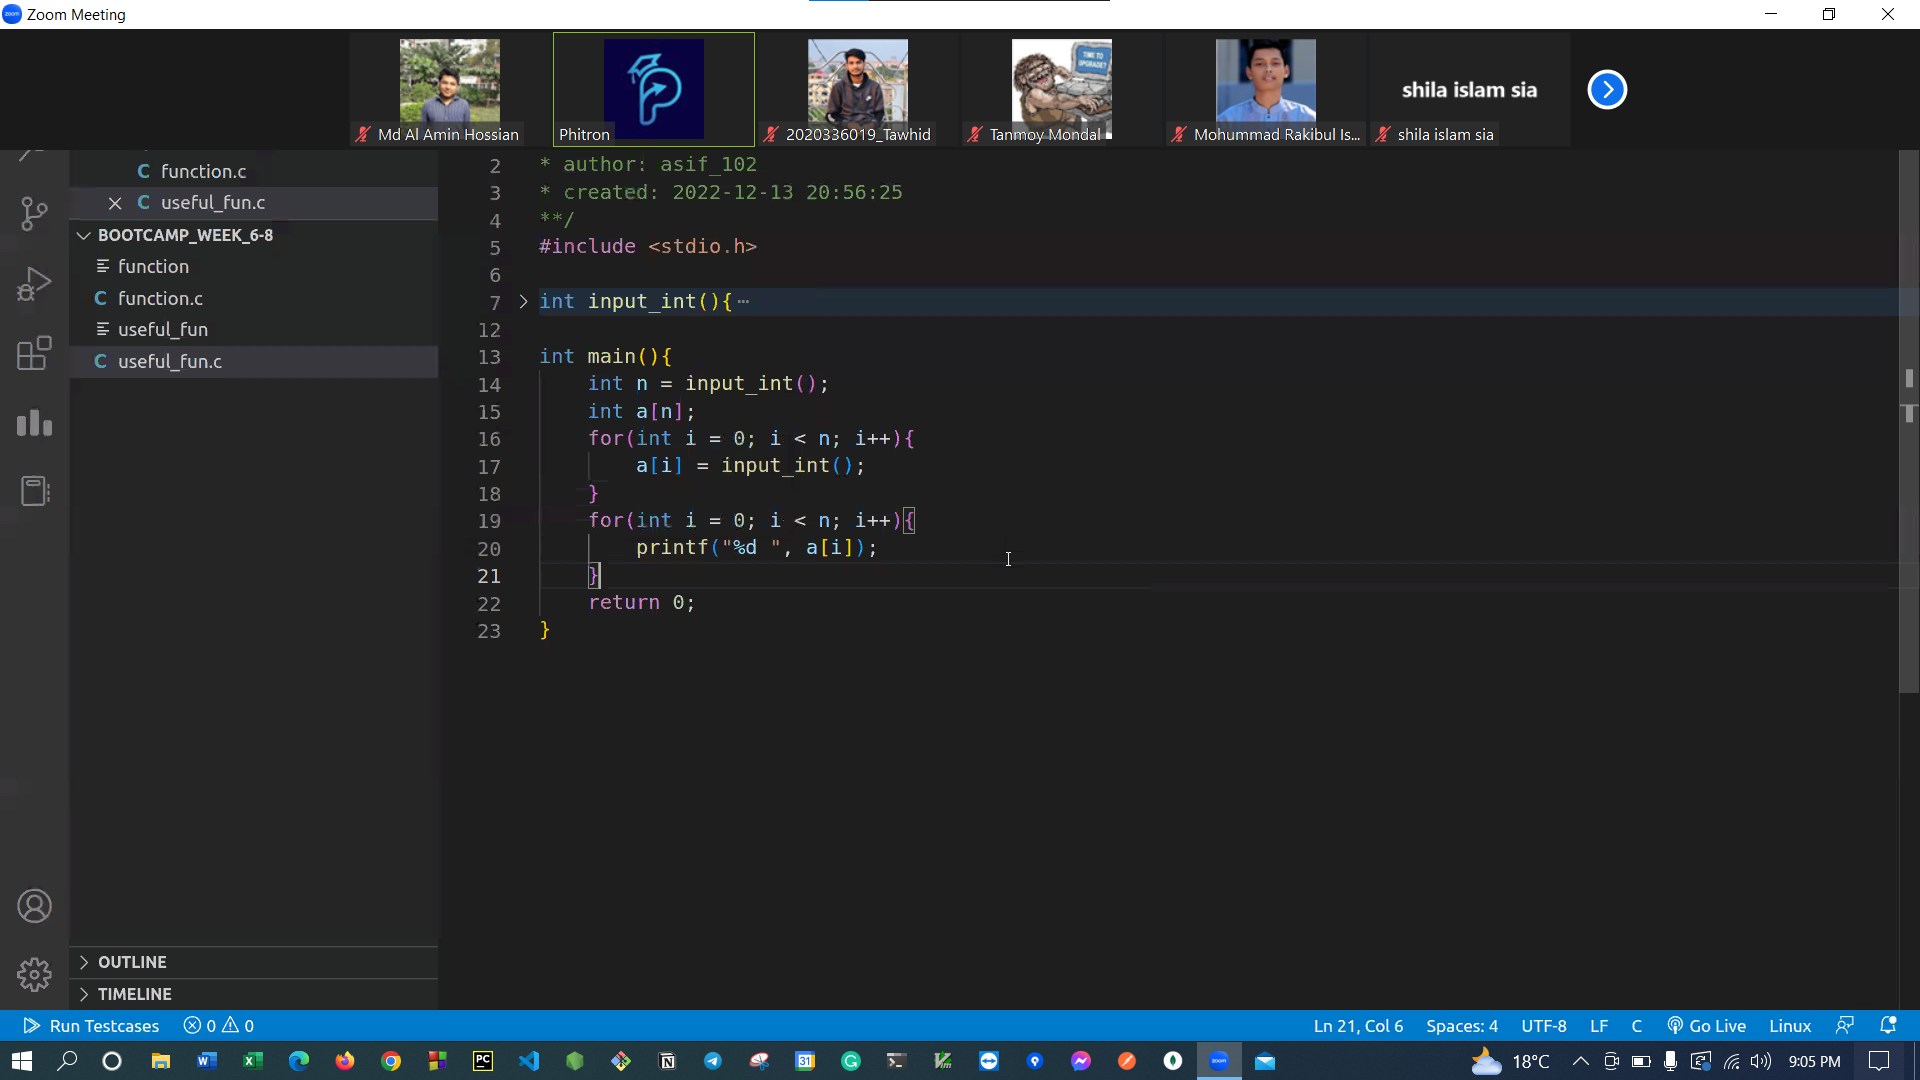 Zoom Meeting
TIME TO UPGRADE?
shila islam sia
Md Al Amin Hossian
Phitron
2020336019_Tawhid
Tanmoy Mondal
Mohummad Rakibul Is...
shila islam sia
function.c
useful_fun.c
BOOTCAMP_WEEK_6-8
function
function.c
useful_fun
useful_fun.c
OUTLINE
TIMELINE
2 * author: asif_102
3 * created: 2022-12-13 20:56:25
4 **/
5 #include <stdio.h>
6
7 int input_int(){⋯
12
13 int main(){
14 int n = input_int();
15 int a[n];
16 for(int i = 0; i < n; i++){
17 a[i] = input_int();
18 }
19 for(int i = 0; i < n; i++){
20 printf("%d ", a[i]);
21 }
22 return 0;
23 }
Run Testcases 0 0 Ln 21, Col 6 Spaces: 4 UTF-8 LF C Go Live Linux
18°C 9:05 PM